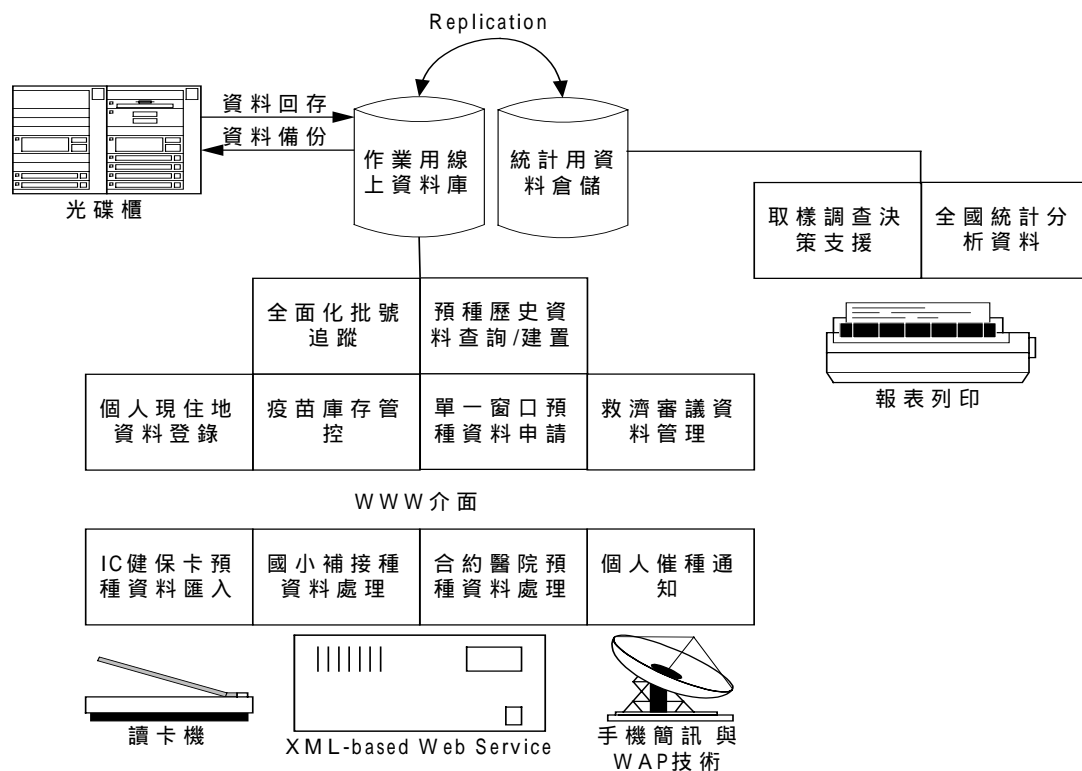 Replication
資料回存
資料備份
光碟櫃
作業用線
上資料庫
統計用資
料倉儲
取樣調查決
策支援
全國統計分
析資料
報表列印
全面化批號
追蹤
預種歷史資
料查詢/建置
個人現住地
資料登錄
疫苗庫存管
控
單一窗口預
種資料申請
救濟審議資
料管理
WWW介面
IC健保卡預
種資料匯入
國小補接種
資料處理
合約醫院預
種資料處理
個人催種通
知
讀卡機
XML-based Web Service
手機簡訊與
WAP技術